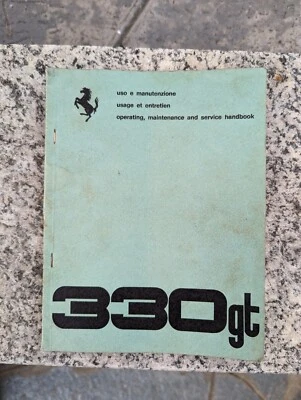 uso e manutenzione
usage et entretien
operating, maintenance and service handbook
330gt